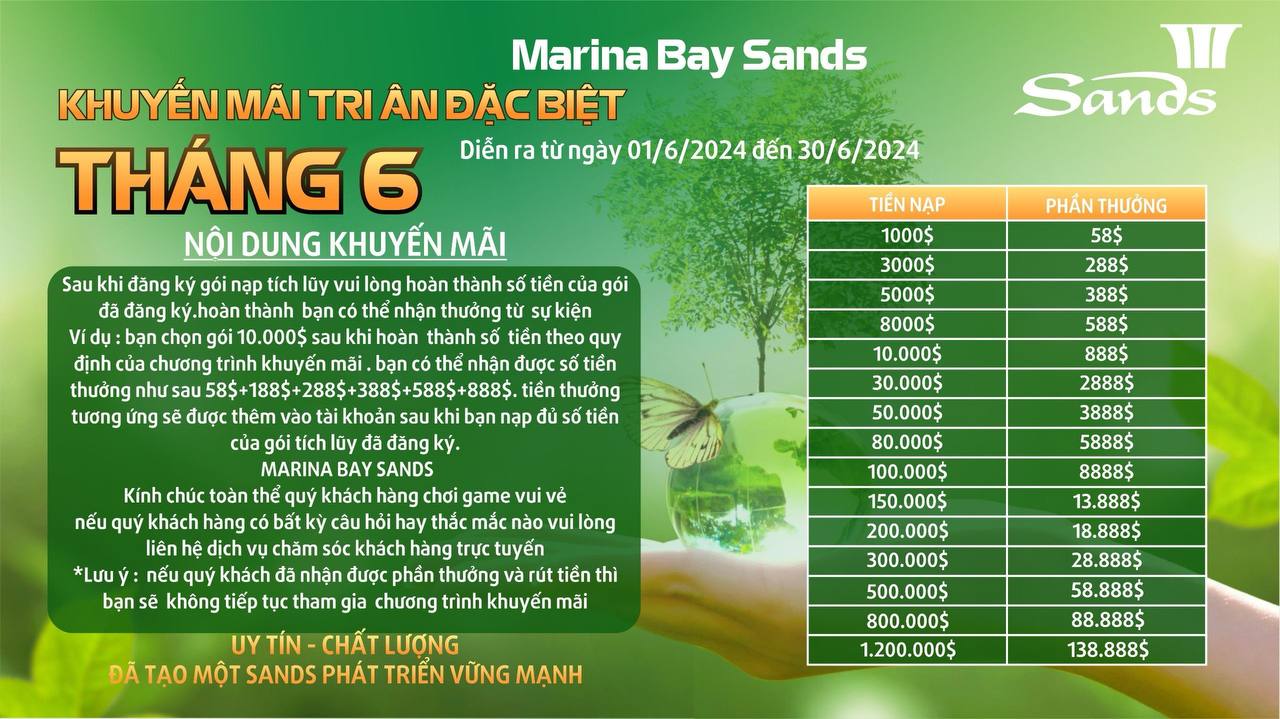 Marina Bay Sands
Sands
KHUYẾN MÃI TRI ÂN ĐẶC BIỆT
THÁNG 6
Diễn ra từ ngày 01/6/2024 đến 30/6/2024
NỘI DUNG KHUYẾN MÃI
Sau khi đăng ký gói nạp tích lũy vui lòng hoàn thành số tiền của gói
đã đăng ký.hoàn thành bạn có thể nhận thưởng từ sự kiện
Ví dụ : bạn chọn gói 10.000$ sau khi hoàn thành số tiền theo quy
định của chương trình khuyến mãi . bạn có thể nhận được số tiền
thưởng như sau 58$+188$+288$+388$+588$+888$. tiền thưởng
tương ứng sẽ được thêm vào tài khoản sau khi bạn nạp đủ số tiền
của gói tích lũy đã đăng ký.
MARINA BAY SANDS
Kính chúc toàn thể quý khách hàng chơi game vui vẻ
nếu quý khách hàng có bất kỳ câu hỏi hay thắc mắc nào vui lòng
liên hệ dịch vụ chăm sóc khách hàng trực tuyến
*Lưu ý : nếu quý khách đã nhận được phần thưởng và rút tiền thì
bạn sẽ không tiếp tục tham gia chương trình khuyến mãi
UY TÍN - CHẤT LƯỢNG
ĐÃ TẠO MỘT SANDS PHÁT TRIỂN VỮNG MẠNH
TIỀN NẠP PHẦN THƯỞNG
1000$ 58$
3000$ 288$
5000$ 388$
8000$ 588$
10.000$ 888$
30.000$ 2888$
50.000$ 3888$
80.000$ 5888$
100.000$ 8888$
150.000$ 13.888$
200.000$ 18.888$
300.000$ 28.888$
500.000$ 58.888$
800.000$ 88.888$
1.200.000$ 138.888$